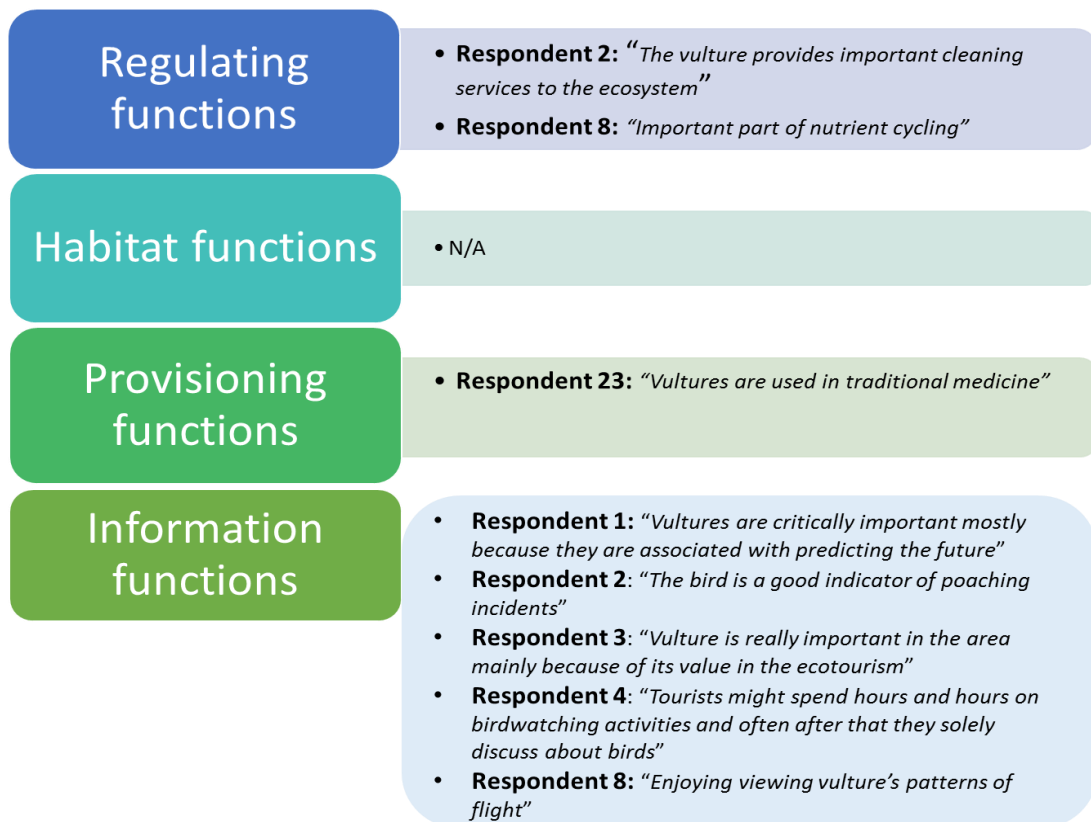 Regulating
functions
• Respondent 2: “The vulture provides important cleaning
services to the ecosystem”
• Respondent 8: “Important part of nutrient cycling”
Habitat functions
• N/A
Provisioning
functions
• Respondent 23: “Vultures are used in traditional medicine”
Information
functions
• Respondent 1: “Vultures are critically important mostly
because they are associated with predicting the future”
• Respondent 2: “The bird is a good indicator of poaching
incidents”
• Respondent 3: “Vulture is really important in the area
mainly because of its value in the ecotourism”
• Respondent 4: “Tourists might spend hours and hours on
birdwatching activities and often after that they solely
discuss about birds”
• Respondent 8: “Enjoying viewing vulture’s patterns of
flight”